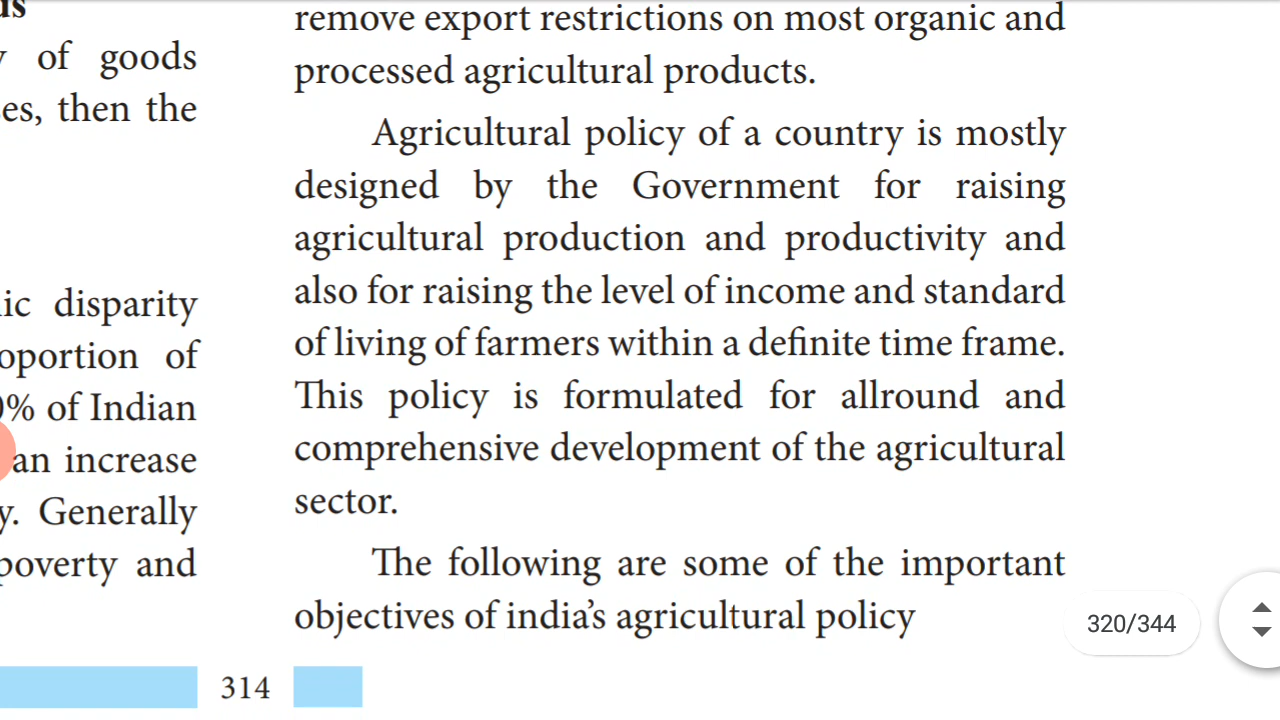 of goods
then the
disparity
of
% of Indian
an increase
Generally
poverty and
remove export restrictions on most organic and
processed agricultural products.
Agricultural policy of a country is mostly
designed by the Government for raising
agricultural production and productivity and
also for raising the level of income and standard
of living of farmers within a definite time frame.
This policy is formulated for allround and
comprehensive development of the agricultural
sector.
The following are some of the important
objectives of india's agricultural policy
314
320/344